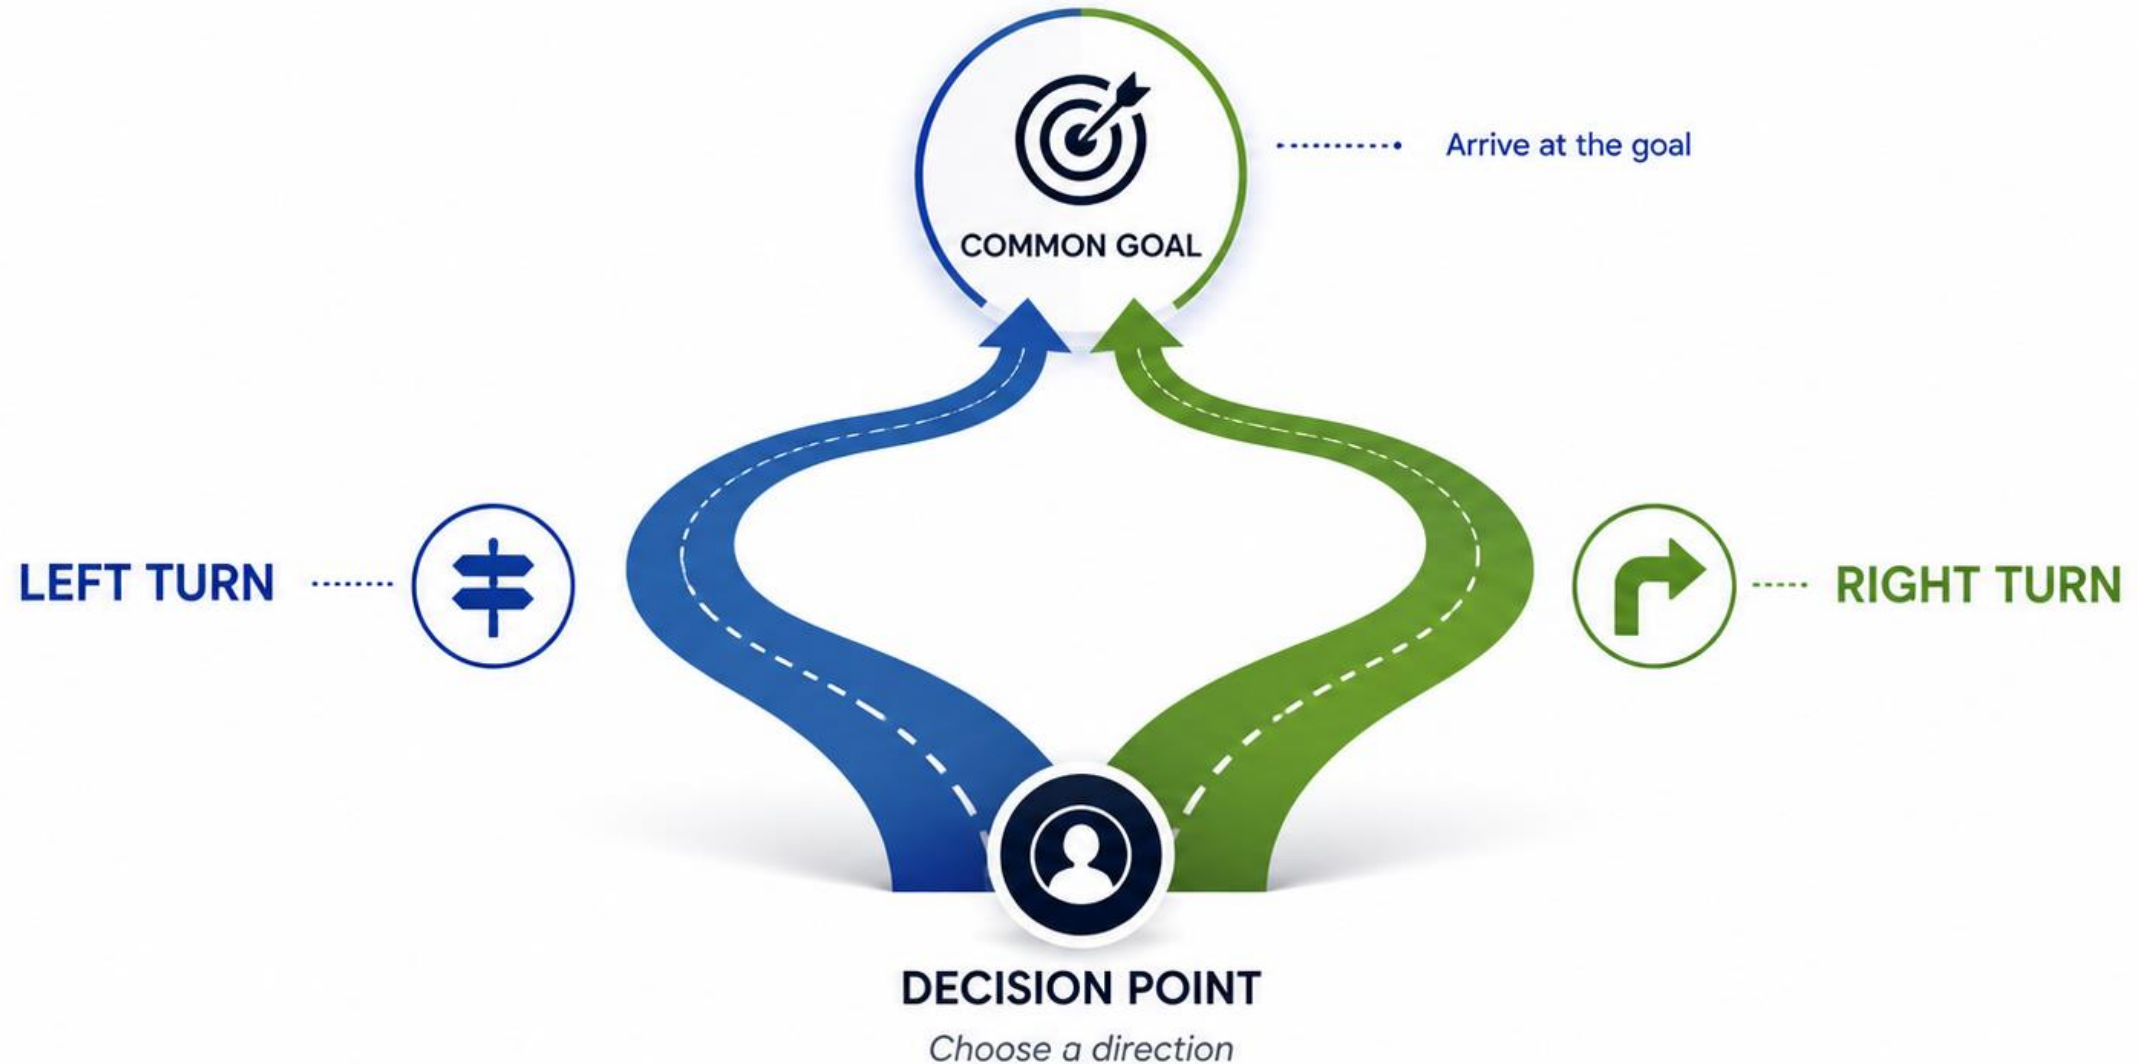 COMMON GOAL
Arrive at the goal
LEFT TURN
RIGHT TURN
DECISION POINT
Choose a direction